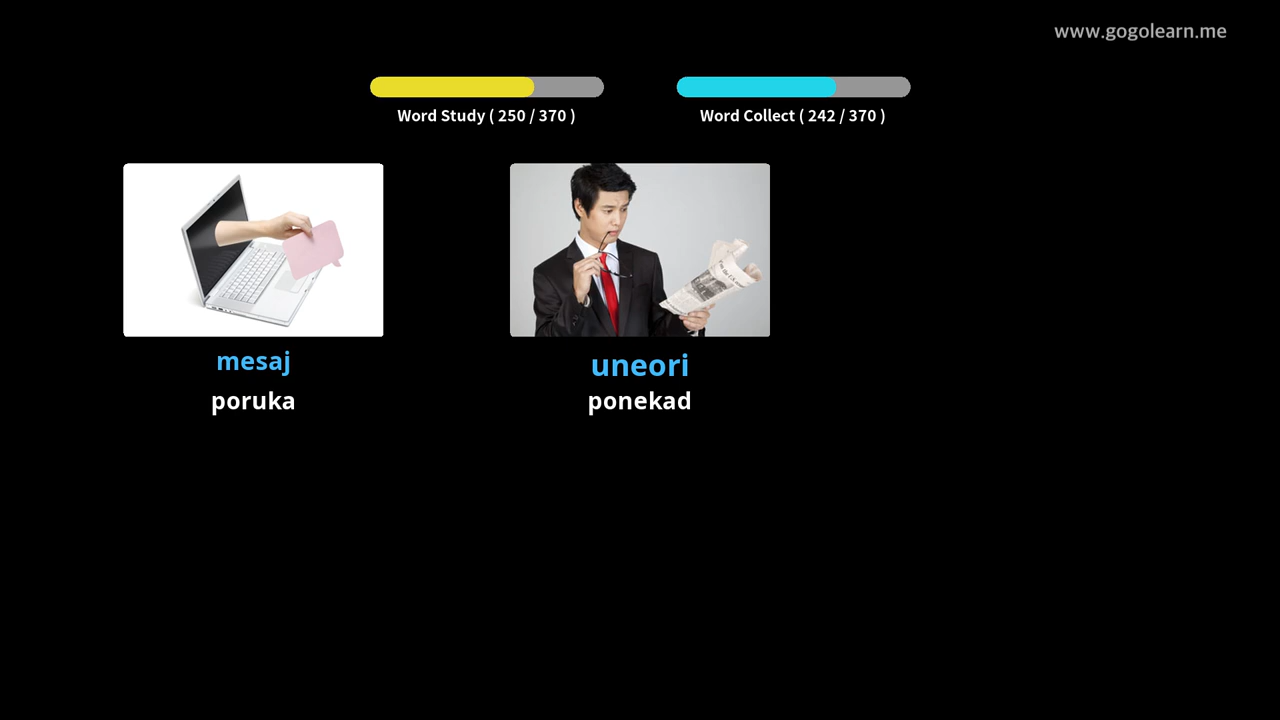 www.gogolearn.me
Word Study ( 250 / 370 )
Word Collect ( 242 / 370 )
mesaj
poruka
uneori
ponekad